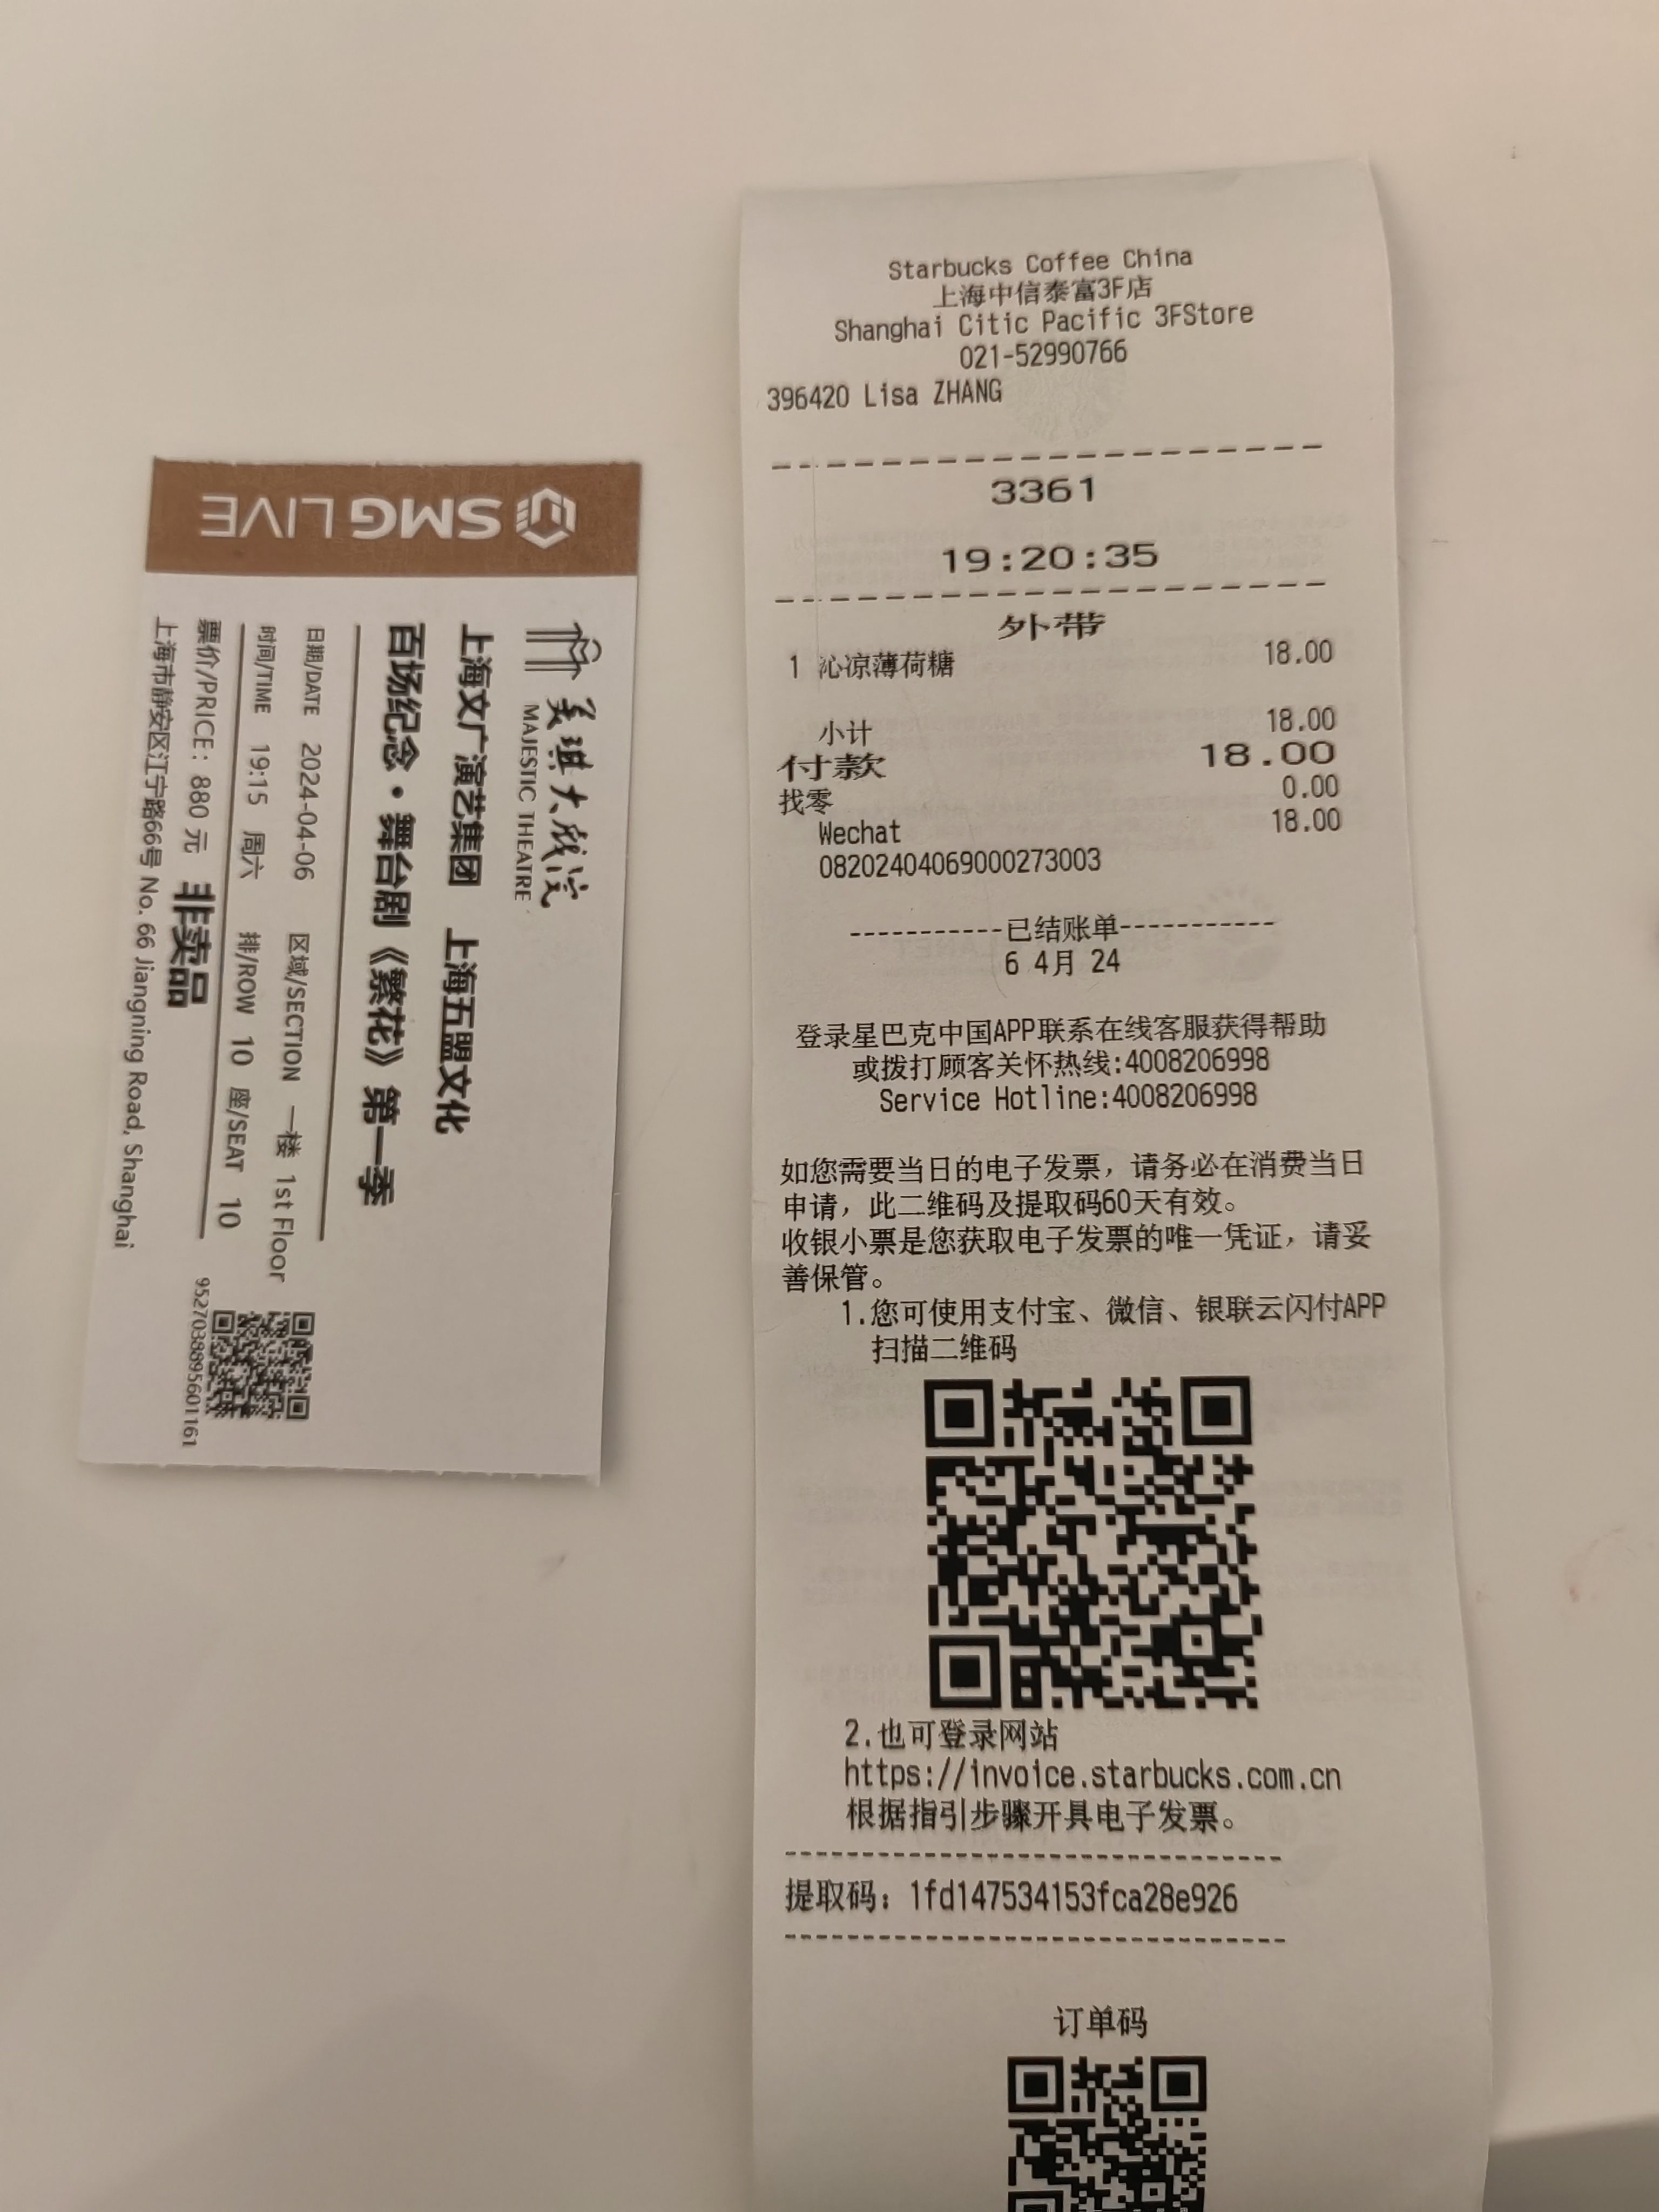 SMG LIVE
美琪大戏院
MAJESTIC THEATRE
上海文广演艺集团 上海五盟文化
百场纪念·舞台剧《繁花》第一季
日期/DATE 2024-04-06 区域/SECTION 一楼 1st Floor
时间/TIME 19:15 周六 排/ROW 10 座/SEAT 10
票价/PRICE: 880 元 非卖品
上海市静安区江宁路66号 No. 66 Jiangning Road, Shanghai
9527038895601161
Starbucks Coffee China
上海中信泰富3F店
Shanghai Citic Pacific 3FStore
021-52990766
396420 Lisa ZHANG
3361
19:20:35
外带
1 沁凉薄荷糖 18.00
小计 18.00
付款 18.00
找零 0.00
Wechat 18.00
08202404069000273003
-----------已结账单-----------
6 4月 24
登录星巴克中国APP联系在线客服获得帮助
或拨打顾客关怀热线:4008206998
Service Hotline:4008206998
如您需要当日的电子发票，请务必在消费当日
申请，此二维码及提取码60天有效。
收银小票是您获取电子发票的唯一凭证，请妥
善保管。
1.您可使用支付宝、微信、银联云闪付APP
扫描二维码
2.也可登录网站
https://invoice.starbucks.com.cn
根据指引步骤开具电子发票。
提取码：1fd147534153fca28e926
订单码